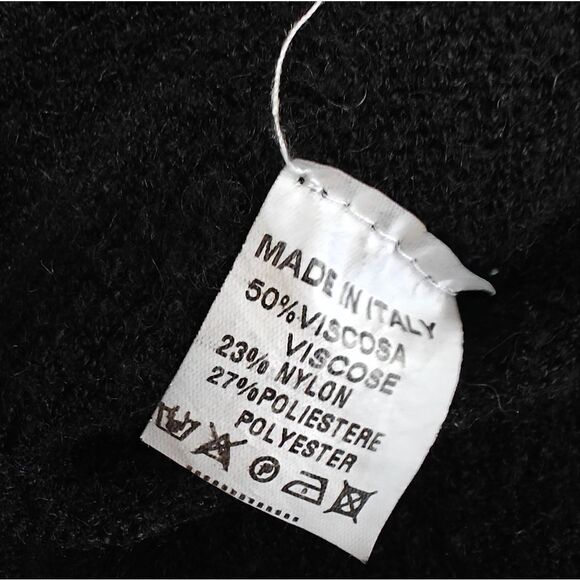 MADE IN ITALY
50%VISCOSA
VISCOSE
23% NYLON
27%POLIESTERE
POLYESTER
P